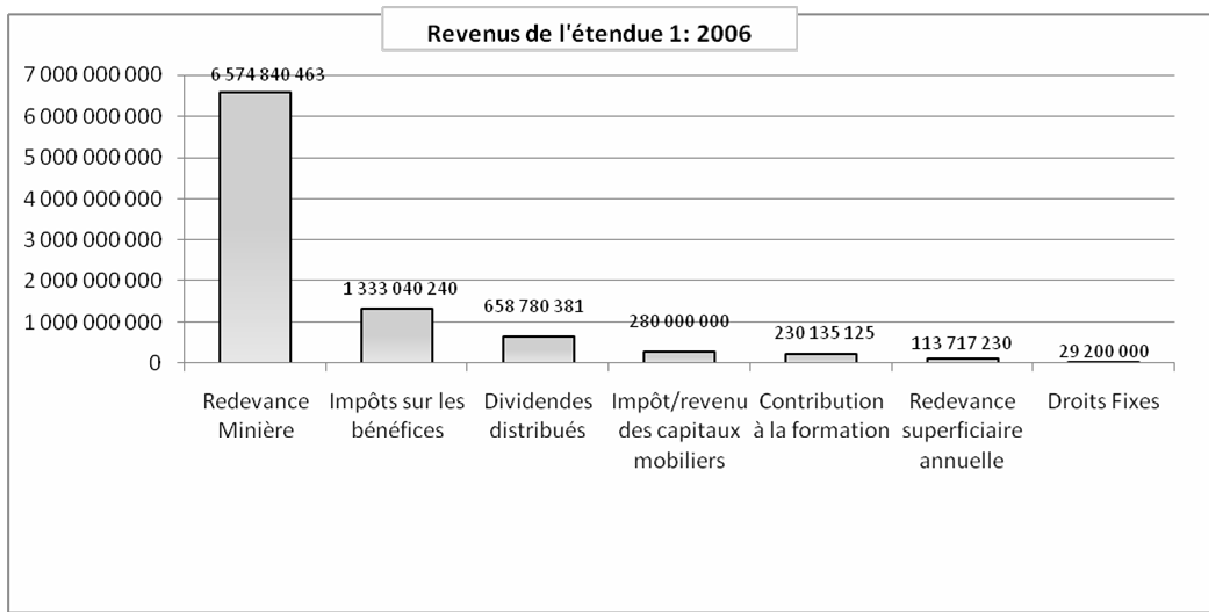 Revenus de l'étendue 1: 2006
7 000 000 000
6 000 000 000
5 000 000 000
4 000 000 000
3 000 000 000
2 000 000 000
1 000 000 000
0
6 574 840 463
1 333 040 240
658 780 381
280 000 000
230 135 125
113 717 230
29 200 000
Redevance
Minière
Impôts sur les
bénéfices
Dividendes
distribués
Impôt/revenu
des capitaux
mobiliers
Contribution
à la formation
Redevance
superficiaire
annuelle
Droits Fixes